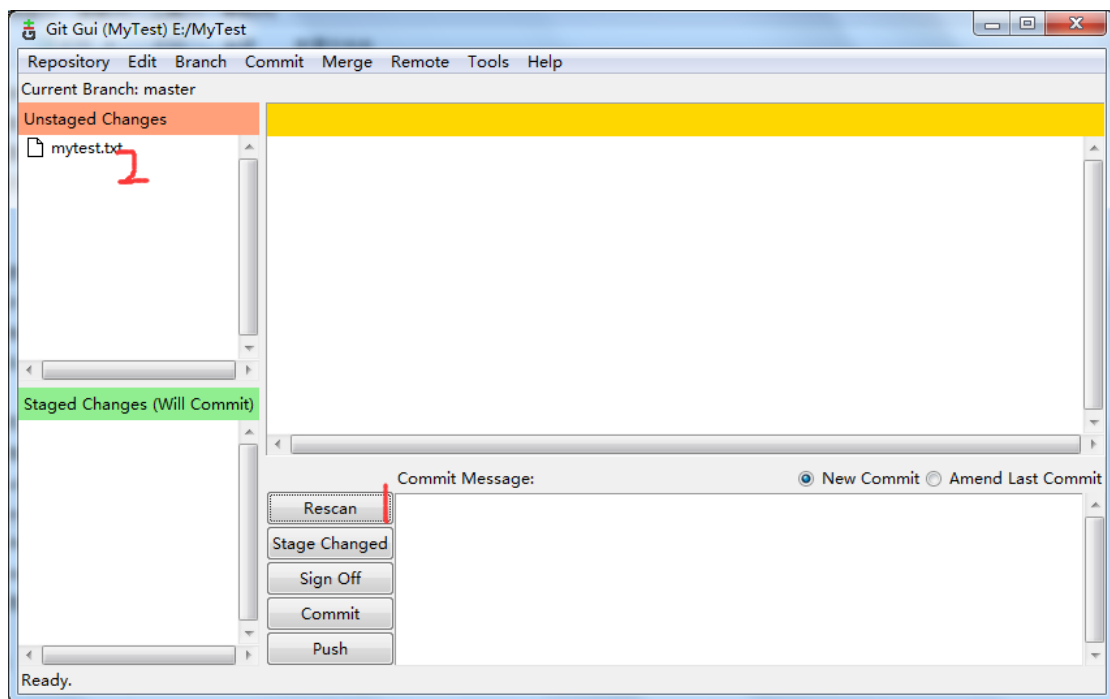 Git Gui (MyTest) E:/MyTest
Repository Edit Branch Commit Merge Remote Tools Help
Current Branch: master
Unstaged Changes
mytest.txt
2
Staged Changes (Will Commit)
Commit Message:
New Commit
Amend Last Commit
Rescan
1
Stage Changed
Sign Off
Commit
Push
Ready.